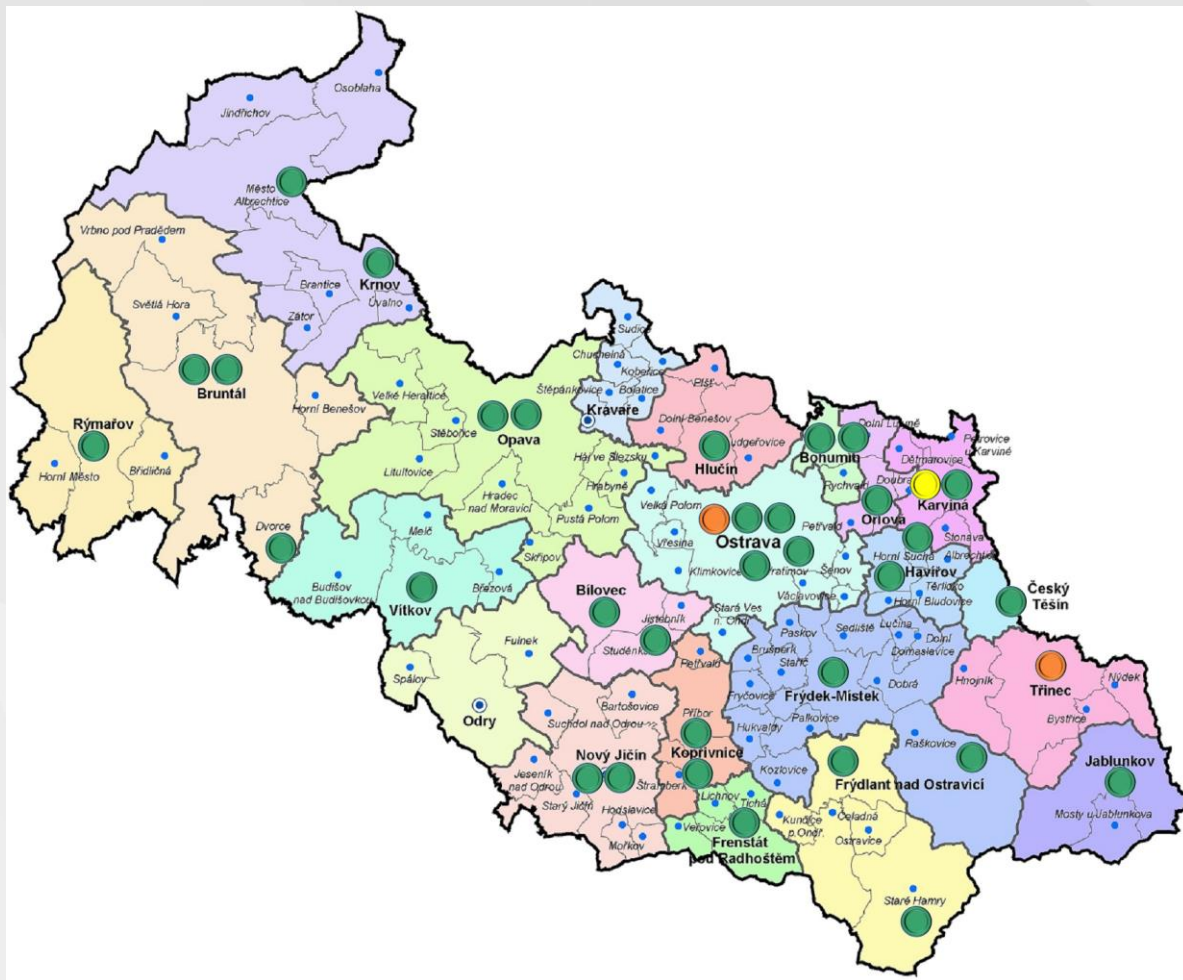 Osoblaha
Jindřichov
Město
Albrechtice
Vrbno pod Pradědem
Krnov
Brantice
Úvalno
Světlá Hora
Zátor
Sudice
Chuchelná
Kobeřice
Bruntál
Velké Heraltice
Štěpánkovice
Bolatice
Píšť
Horní Benešov
Kravaře
Rýmařov
Stěbořice
Opava
Dolní Benešov
Hlučín
Bohumín
Petrovice
u Karviné
Dětmarovice
Horní Město
Břidličná
Litultovice
Háj ve Slezsku
Hrabyně
Rychvald
Karviná
Hradec
nad Moravicí
Velká Polom
Orlová
Pustá Polom
Petřvald
Dvorce
Melč
Vřesina
Ostrava
Stonava
Skřipov
Horní Suchá
Klimkovice
Šenov
Havířov
Budišov
nad Budišovkou
Březová
Vítkov
Bílovec
Václavovice
Těrlicko
Horní Bludovice
Český
Těšín
Jistebník
Stará Ves
n. Ondř.
Fulnek
Studénka
Paskov
Sedliště
Lučina
Dolní
Domaslavice
Brušperk
Staříč
Petřvald
Spálov
Hnojník
Třinec
Nýdek
Fryčovice
Frýdek-Místek
Dobrá
Bartošovice
Odry
Suchdol nad Odrou
Bystřice
Příbor
Hukvaldy
Palkovice
Raškovice
Kopřivnice
Nový Jičín
Jeseník
nad Odrou
Štramberk
Kozlovice
Frýdlant nad Ostravicí
Jablunkov
Starý Jičín
Lichnov
Tichá
Hodslavice
Kunčice
p.Ondř.
Čeladná
Mosty u Jablunkova
Veřovice
Ostravice
Mořkov
Frenštát
pod Radhoštěm
Staré Hamry